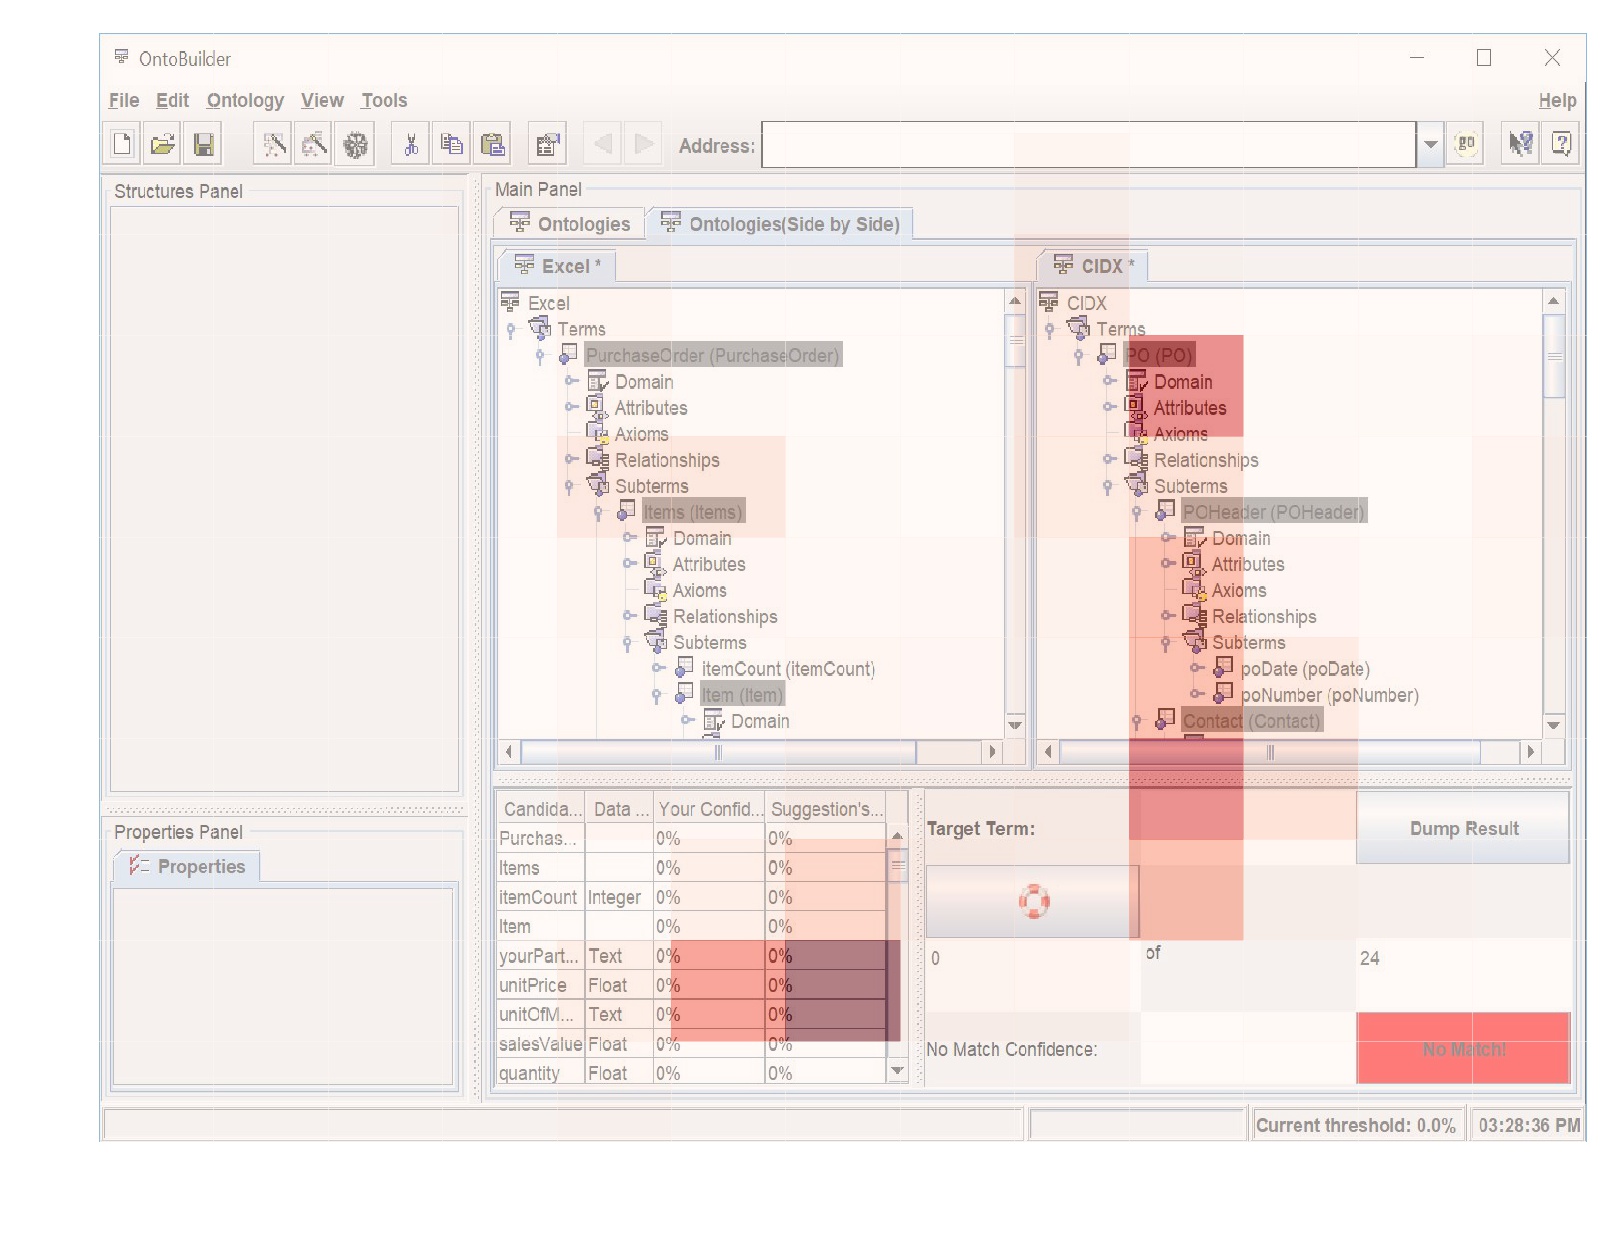 OntoBuilder
File Edit Ontology View Tools Help
Address: go
Structures Panel
Main Panel
Ontologies Ontologies(Side by Side)
Excel *
Excel
Terms
PurchaseOrder (PurchaseOrder)
Domain
Attributes
Axioms
Relationships
Subterms
Items (Items)
Domain
Attributes
Axioms
Relationships
Subterms
itemCount (itemCount)
Item (Item)
Domain
CIDX *
CIDX
Terms
PO (PO)
Domain
Attributes
Axioms
Relationships
Subterms
POHeader (POHeader)
Domain
Attributes
Axioms
Relationships
Subterms
poDate (poDate)
poNumber (poNumber)
Contact (Contact)
Properties Panel
Properties
Candida... Data ... Your Confid... Suggestion's...
Purchas... 0% 0%
Items 0% 0%
itemCount Integer 0% 0%
Item 0% 0%
yourPart... Text 0% 0%
unitPrice Float 0% 0%
unitOfM... Text 0% 0%
salesValue Float 0% 0%
quantity Float 0% 0%
Target Term: Dump Result
0 of 24
No Match Confidence: No Match!
Current threshold: 0.0% 03:28:36 PM